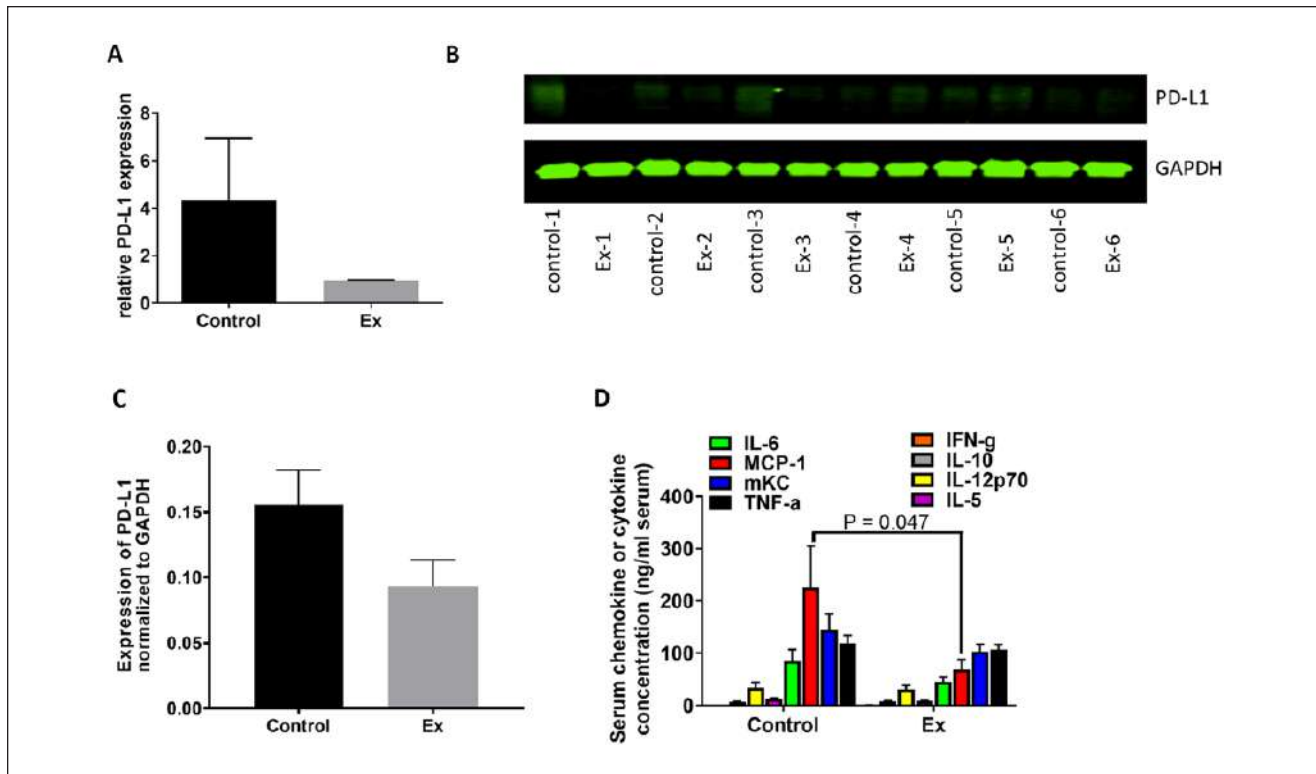 A
relative PD-L1 expression
8
6
4
2
0
Control
Ex
B
PD-L1
GAPDH
control-1
Ex-1
control-2
Ex-2
control-3
Ex-3
control-4
Ex-4
control-5
Ex-5
control-6
Ex-6
C
Expression of PD-L1
normalized to GAPDH
0.20
0.15
0.10
0.05
0.00
Control
Ex
D
IL-6
MCP-1
mKC
TNF-a
IFN-g
IL-10
IL-12p70
IL-5
Serum chemokine or cytokine
concentration (ng/ml serum)
400
300
200
100
0
P = 0.047
Control
Ex